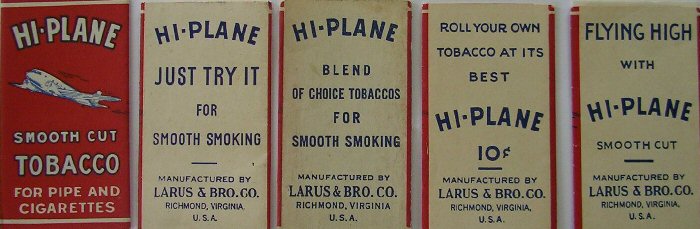 HI-PLANE
SMOOTH CUT
TOBACCO
FOR PIPE AND
CIGARETTES
HI-PLANE
JUST TRY IT
FOR
SMOOTH SMOKING
MANUFACTURED BY
LARUS & BRO. CO.
RICHMOND, VIRGINIA,
U.S.A.
HI-PLANE
BLEND
OF CHOICE TOBACCOS
FOR
SMOOTH SMOKING
MANUFACTURED BY
LARUS & BRO. CO.
RICHMOND, VIRGINIA
U.S.A.
ROLL YOUR OWN
TOBACCO AT ITS
BEST
HI-PLANE
10¢
MANUFACTURED BY
LARUS & BRO. CO.
RICHMOND, VIRGINIA,
U.S.A.
FLYING HIGH
WITH
HI-PLANE
SMOOTH CUT
MANUFACTURED BY
LARUS & BRO. CO.
RICHMOND, VIRGINIA,
U.S.A.